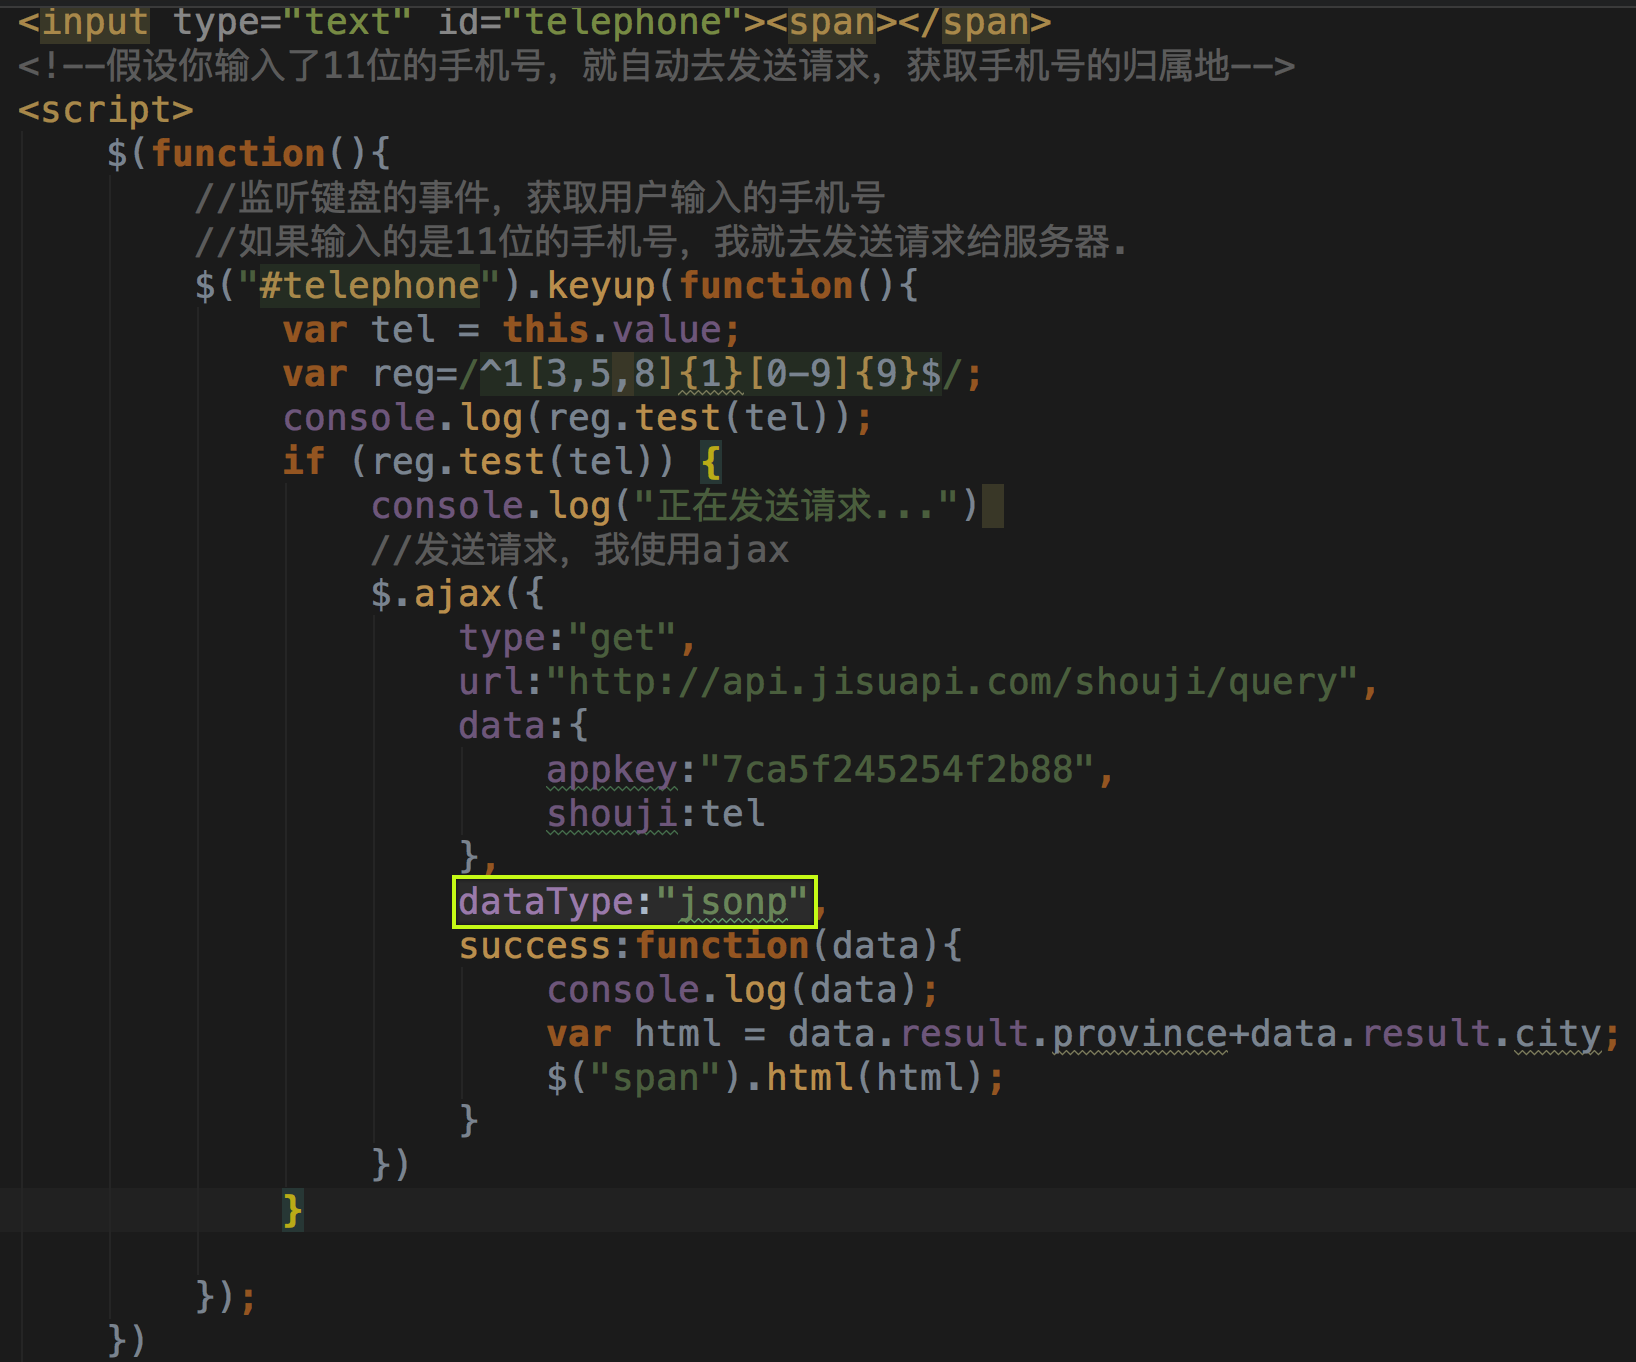 <input type="text" id="telephone"><span></span>
<!--假设你输入了11位的手机号，就自动去发送请求，获取手机号的归属地-->
<script>
    $(function(){
        //监听键盘的事件，获取用户输入的手机号
        //如果输入的是11位的手机号，我就去发送请求给服务器.
        $("#telephone").keyup(function(){
            var tel = this.value;
            var reg=/^1[3,5,8]{1}[0-9]{9}$/;
            console.log(reg.test(tel));
            if (reg.test(tel)) {
                console.log("正在发送请求...")
                //发送请求，我使用ajax
                $.ajax({
                    type:"get",
                    url:"http://api.jisuapi.com/shouji/query",
                    data:{
                        appkey:"7ca5f245254f2b88",
                        shouji:tel
                    },
                    dataType:"jsonp",
                    success:function(data){
                        console.log(data);
                        var html = data.result.province+data.result.city;
                        $("span").html(html);
                    }
                })
            }
        });
    })